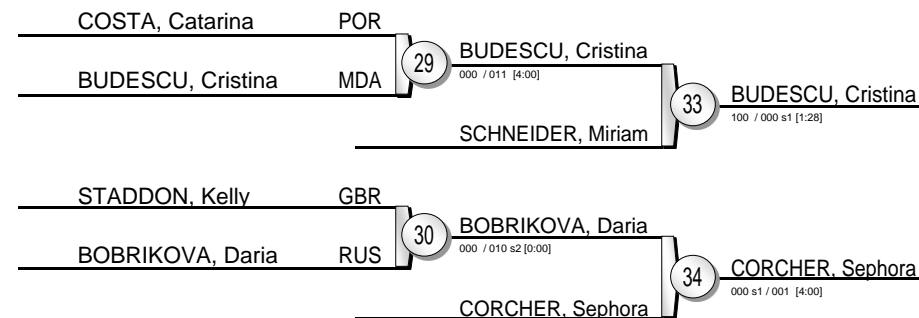 COSTA, Catarina POR
BUDESCU, Cristina MDA
29
BUDESCU, Cristina
000 / 011 [4:00]
SCHNEIDER, Miriam
33
BUDESCU, Cristina
100 / 000 s1 [1:28]
STADDON, Kelly GBR
BOBRIKOVA, Daria RUS
30
BOBRIKOVA, Daria
000 / 010 s2 [0:00]
CORCHER, Sephora
34
CORCHER, Sephora
000 s1 / 001 [4:00]